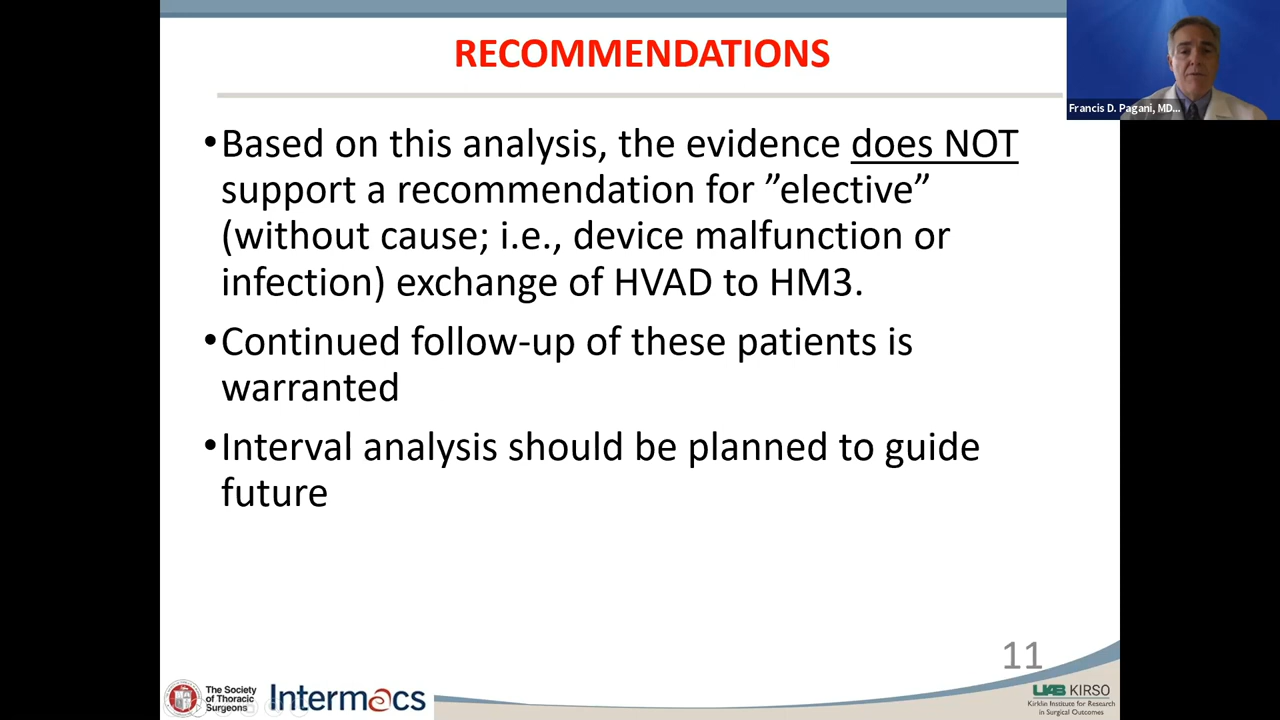 RECOMMENDATIONS
Francis D. Pagani, MD...
•Based on this analysis, the evidence does NOT
support a recommendation for ”elective”
(without cause; i.e., device malfunction or
infection) exchange of HVAD to HM3.
•Continued follow-up of these patients is
warranted
•Interval analysis should be planned to guide
future
11
The Society
of Thoracic
Surgeons
Intermacs
UAB KIRSO
Kirklin Institute for Research
in Surgical Outcomes